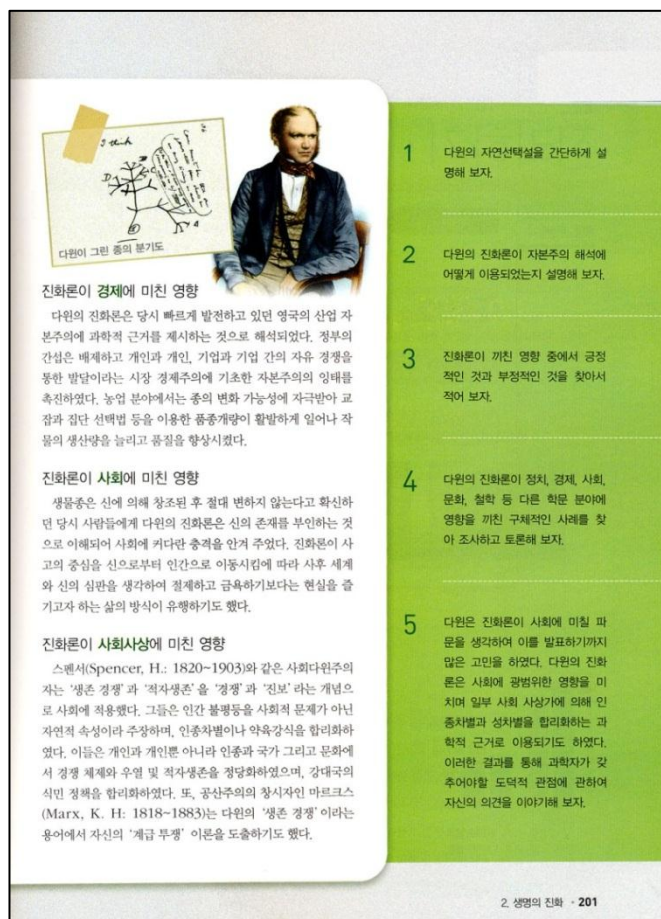 I think
다윈이 그린 종의 분기도
진화론이 경제에 미친 영향
다윈의 진화론은 당시 빠르게 발전하고 있던 영국의 산업 자
본주의에 과학적 근거를 제시하는 것으로 해석되었다. 정부의
간섭은 배제하고 개인과 개인, 기업과 기업 간의 자유 경쟁을
통한 발달이라는 시장 경제주의에 기초한 자본주의의 잉태를
촉진하였다. 농업 분야에서는 종의 변화 가능성에 자극받아 교
잡과 집단 선택법 등을 이용한 품종개량이 활발하게 일어나 작
물의 생산량을 늘리고 품질을 향상시켰다.
진화론이 사회에 미친 영향
생물종은 신에 의해 창조된 후 절대 변하지 않는다고 확신하
던 당시 사람들에게 다윈의 진화론은 신의 존재를 부인하는 것
으로 이해되어 사회에 커다란 충격을 안겨 주었다. 진화론이 사
고의 중심을 신으로부터 인간으로 이동시킴에 따라 사후 세계
와 신의 심판을 생각하여 절제하고 금욕하기보다는 현실을 즐
기고자 하는 삶의 방식이 유행하기도 했다.
진화론이 사회사상에 미친 영향
스펜서(Spencer, H.: 1820~1903)와 같은 사회다윈주의
자는 '생존 경쟁'과 '적자생존'을 '경쟁'과 '진보'라는 개념으
로 사회에 적용했다. 그들은 인간 불평등을 사회적 문제가 아닌
자연적 속성이라 주장하며, 인종차별이나 약육강식을 합리화하
였다. 이들은 개인과 개인뿐 아니라 인종과 국가 그리고 문화에
서 경쟁 체제와 우열 및 적자생존을 정당화하였으며, 강대국의
식민 정책을 합리화하였다. 또, 공산주의의 창시자인 마르크스
(Marx, K. H: 1818~1883)는 다윈의 '생존 경쟁'이라는
용어에서 자신의 '계급 투쟁' 이론을 도출하기도 했다.
1 다윈의 자연선택설을 간단하게 설
명해 보자.
2 다윈의 진화론이 자본주의 해석에
어떻게 이용되었는지 설명해 보자.
3 진화론이 끼친 영향 중에서 긍정
적인 것과 부정적인 것을 찾아서
적어 보자.
4 다윈의 진화론이 정치, 경제, 사회,
문화, 철학 등 다른 학문 분야에
영향을 끼친 구체적인 사례를 찾
아 조사하고 토론해 보자.
5 다윈은 진화론이 사회에 미칠 파
문을 생각하여 이를 발표하기까지
많은 고민을 하였다. 다윈의 진화
론은 사회에 광범위한 영향을 미
치며 일부 사회 사상가에 의해 인
종차별과 성차별을 합리화하는 과
학적 근거로 이용되기도 하였다.
이러한 결과를 통해 과학자가 갖
추어야할 도덕적 관점에 관하여
자신의 의견을 이야기해 보자.
2. 생명의 진화 · 201